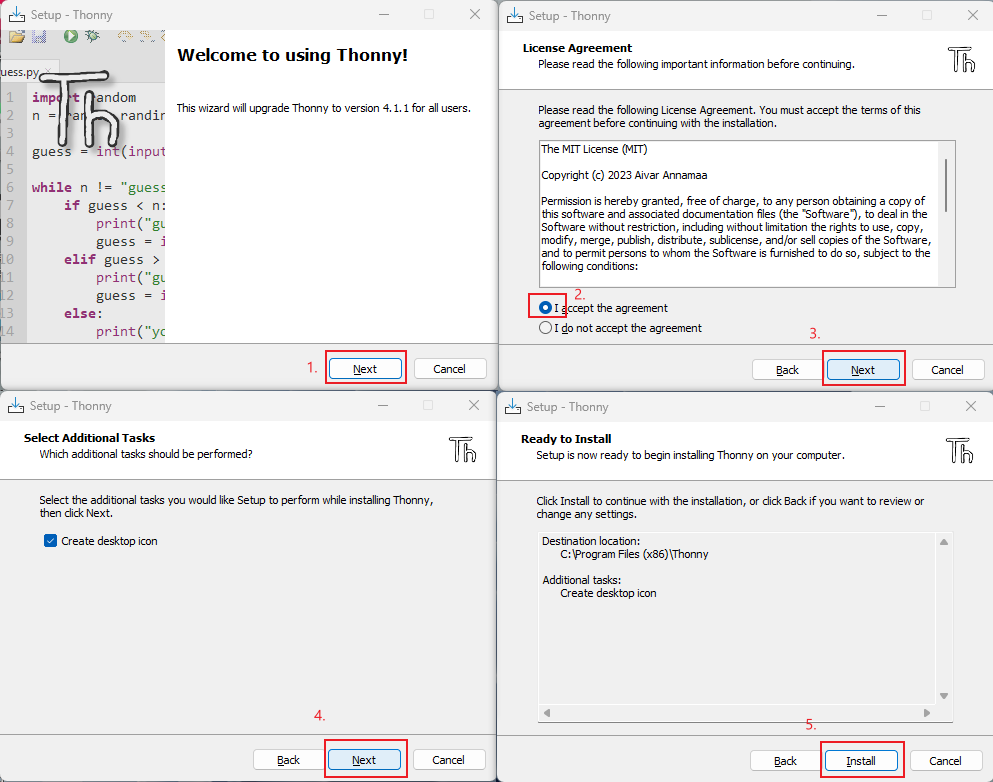 Setup - Thonny
Th
uess.py
1 import random
2 n = ran randin
3
4 guess = int(input
5
6 while n != "guess
7 if guess < n:
8 print("gu
9 guess = i
10 elif guess >
11 print("gu
12 guess = i
13 else:
14 print("yo
Welcome to using Thonny!
This wizard will upgrade Thonny to version 4.1.1 for all users.
1.
Next
Cancel
Setup - Thonny
License Agreement
Please read the following important information before continuing.
Th
Please read the following License Agreement. You must accept the terms of this
agreement before continuing with the installation.
The MIT License (MIT)
Copyright (c) 2023 Aivar Annamaa
Permission is hereby granted, free of charge, to any person obtaining a copy of
this software and associated documentation files (the "Software"), to deal in the
Software without restriction, including without limitation the rights to use, copy,
modify, merge, publish, distribute, sublicense, and/or sell copies of the Software,
and to permit persons to whom the Software is furnished to do so, subject to the
following conditions:
2.
I accept the agreement
I do not accept the agreement
3.
Back
Next
Cancel
Setup - Thonny
Select Additional Tasks
Which additional tasks should be performed?
Th
Select the additional tasks you would like Setup to perform while installing Thonny,
then click Next.
Create desktop icon
4.
Back
Next
Cancel
Setup - Thonny
Ready to Install
Setup is now ready to begin installing Thonny on your computer.
Th
Click Install to continue with the installation, or click Back if you want to review or
change any settings.
Destination location:
C:\Program Files (x86)\Thonny
Additional tasks:
Create desktop icon
5.
Back
Install
Cancel